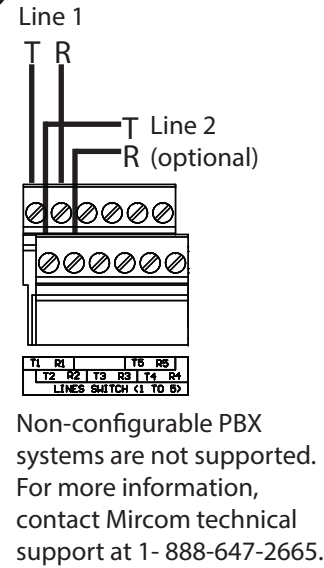 Line 1
T R
T Line 2
R (optional)
T1 R1 T5 R5
T2 R2 T3 R3 T4 R4
LINES SWITCH (1 TO 5)
Non-configurable PBX
systems are not supported.
For more information,
contact Mircom technical
support at 1- 888-647-2665.